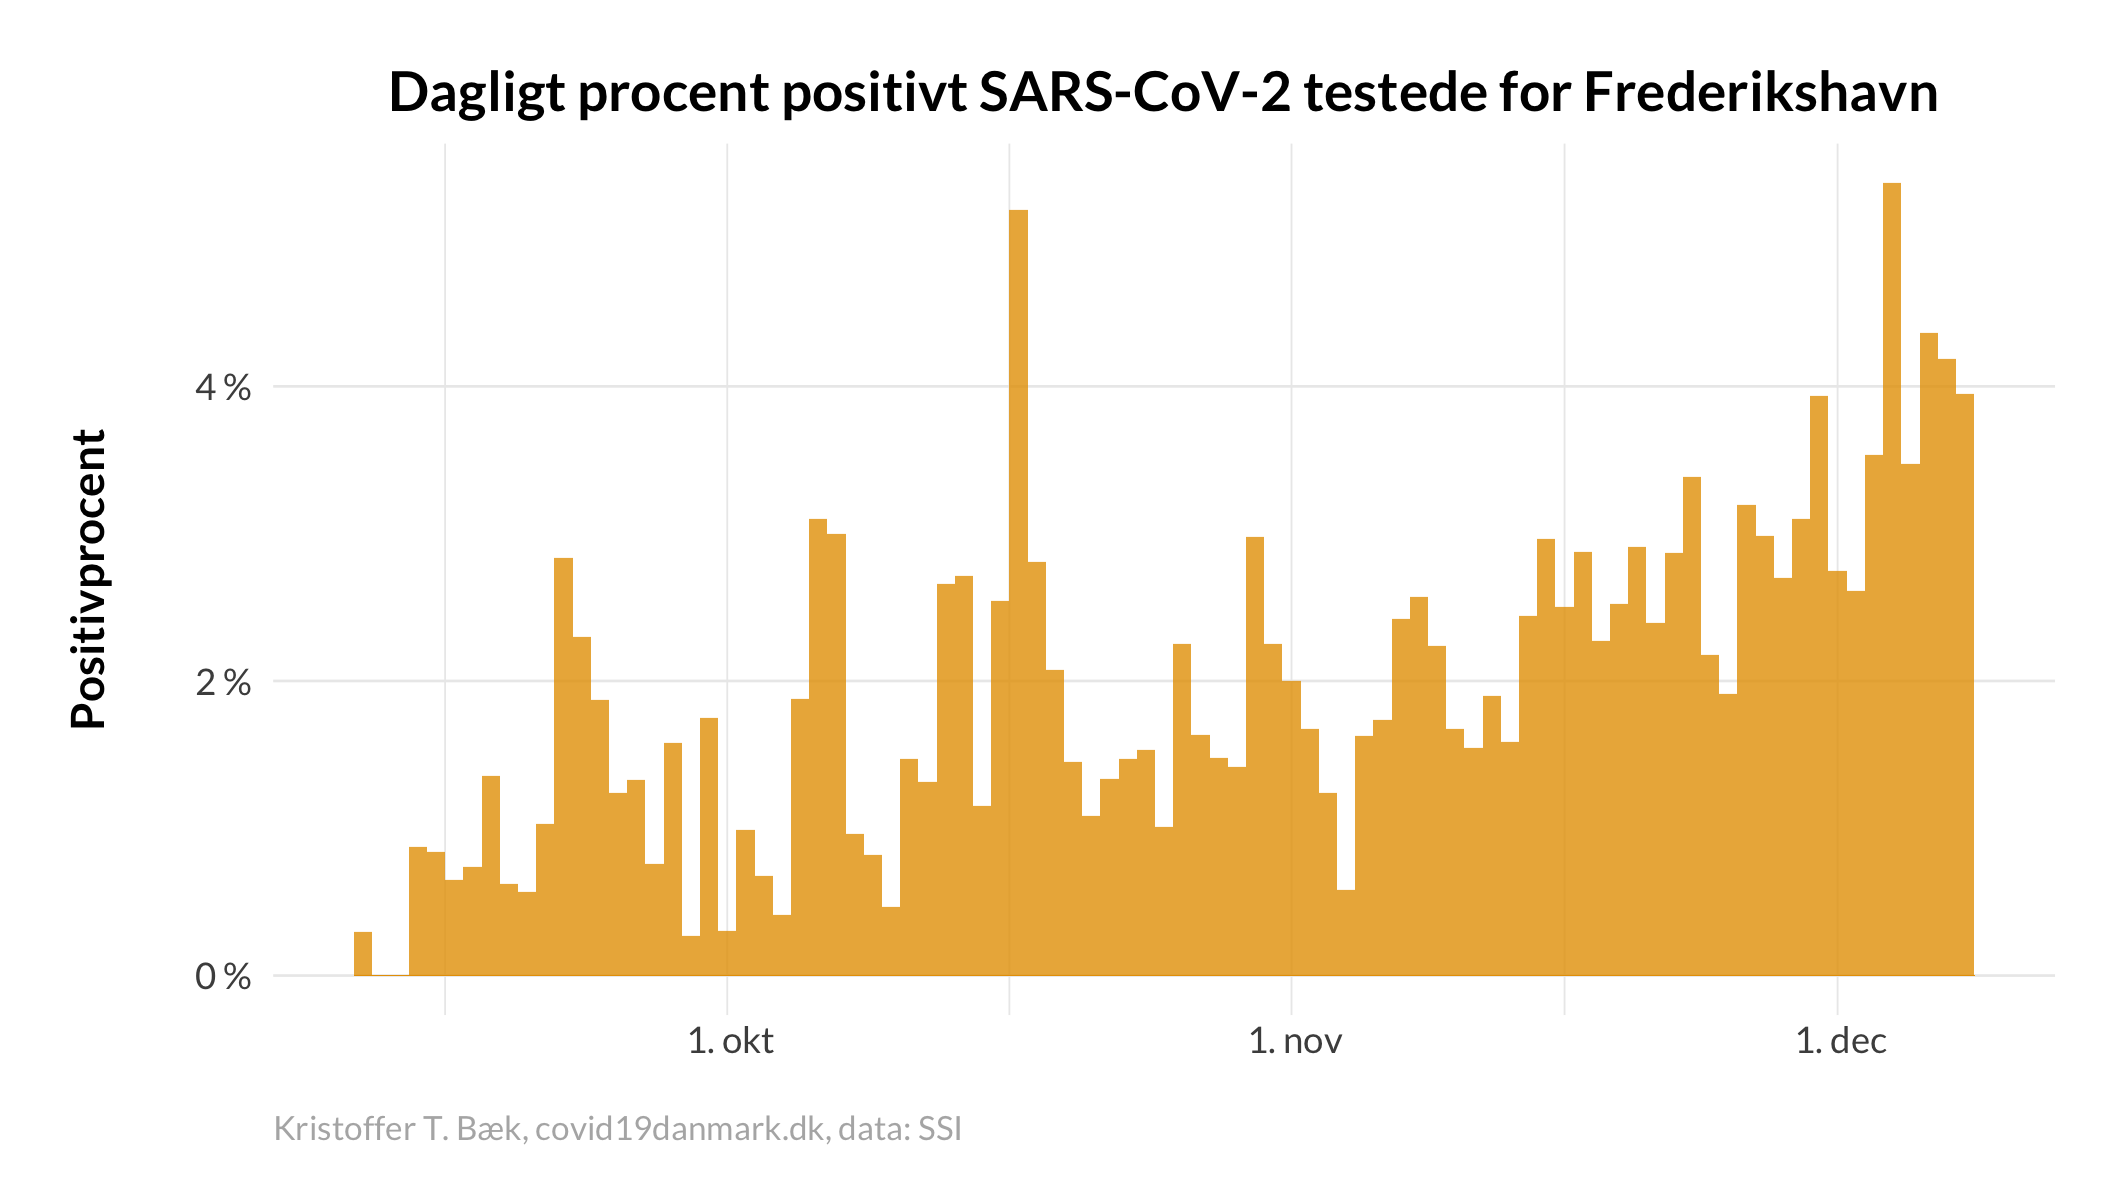 Dagligt procent positivt SARS-CoV-2 testede for Frederikshavn
Positivprocent
4 %
2 %
0 %
1. okt
1. nov
1. dec
Kristoffer T. Bæk, covid19danmark.dk, data: SSI